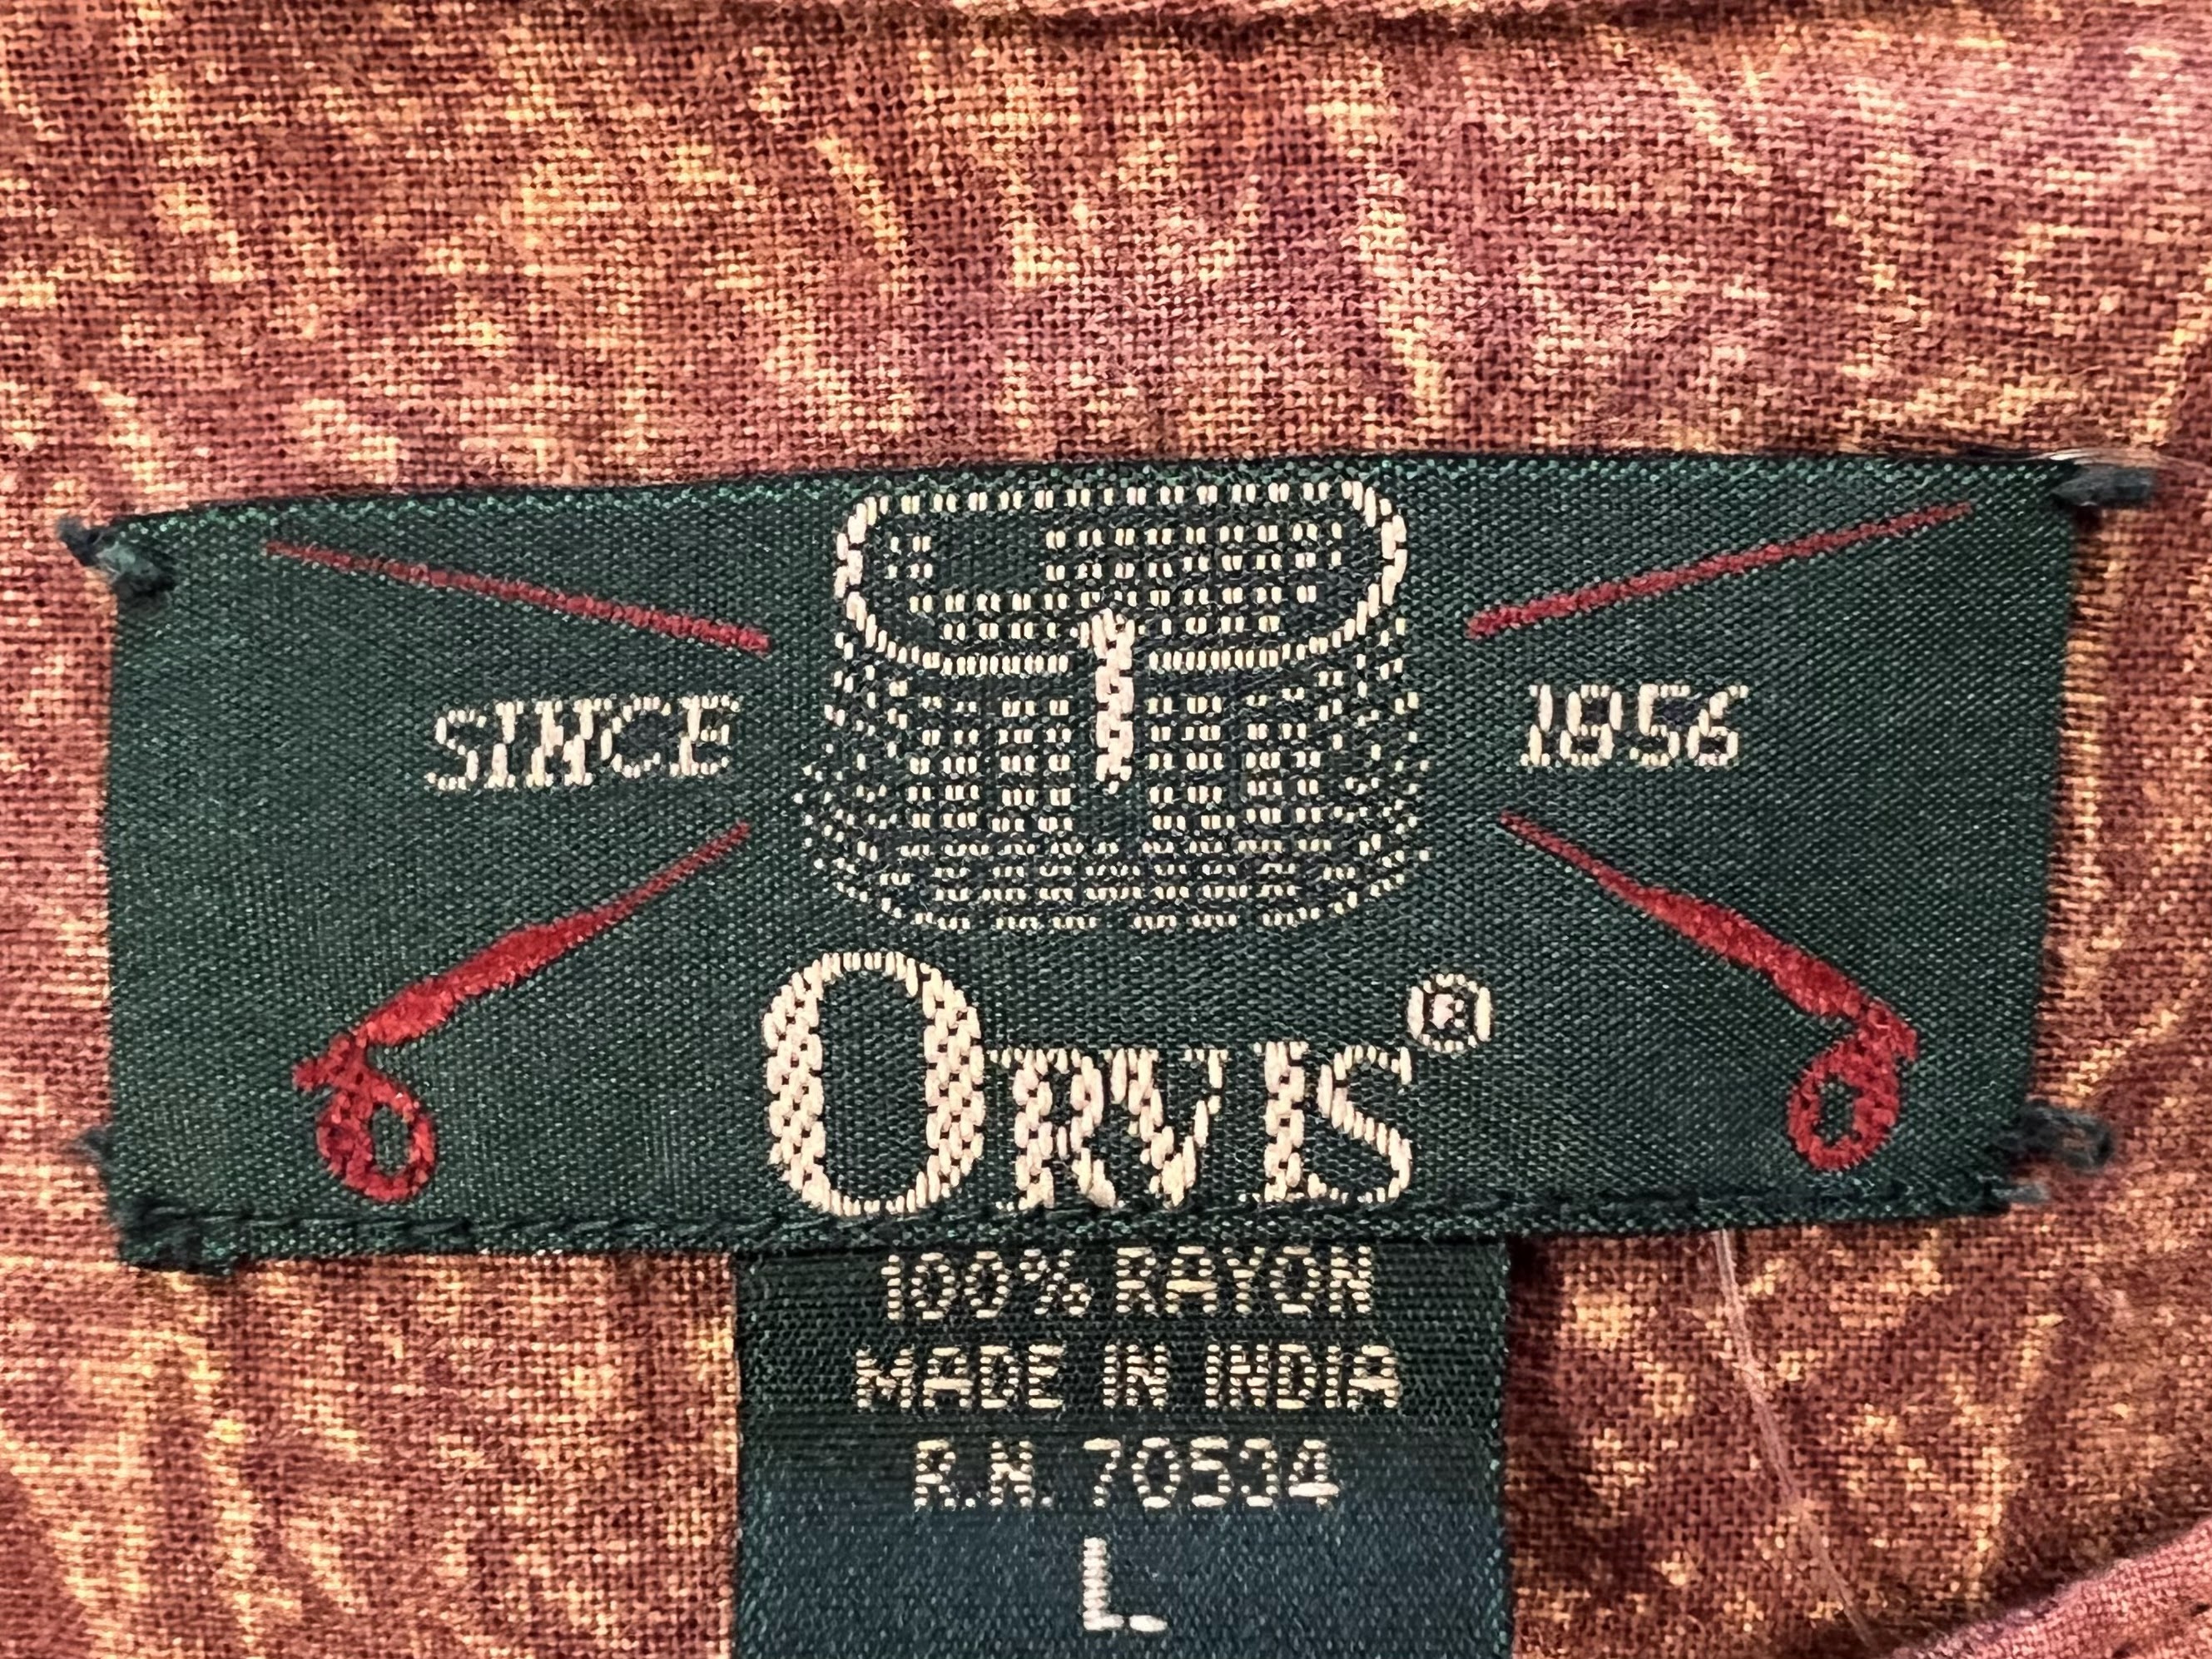 SINCE 1856
ORVIS®
100% RAYON
MADE IN INDIA
R.N. 70534
L